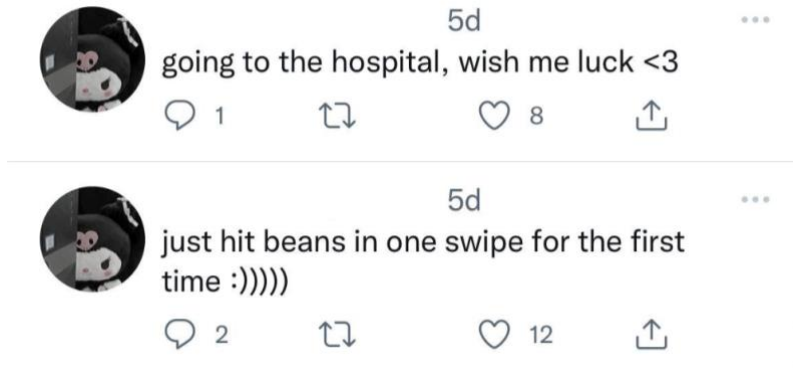 5d
going to the hospital, wish me luck <3
1
8
5d
just hit beans in one swipe for the first
time :)))))
2
12